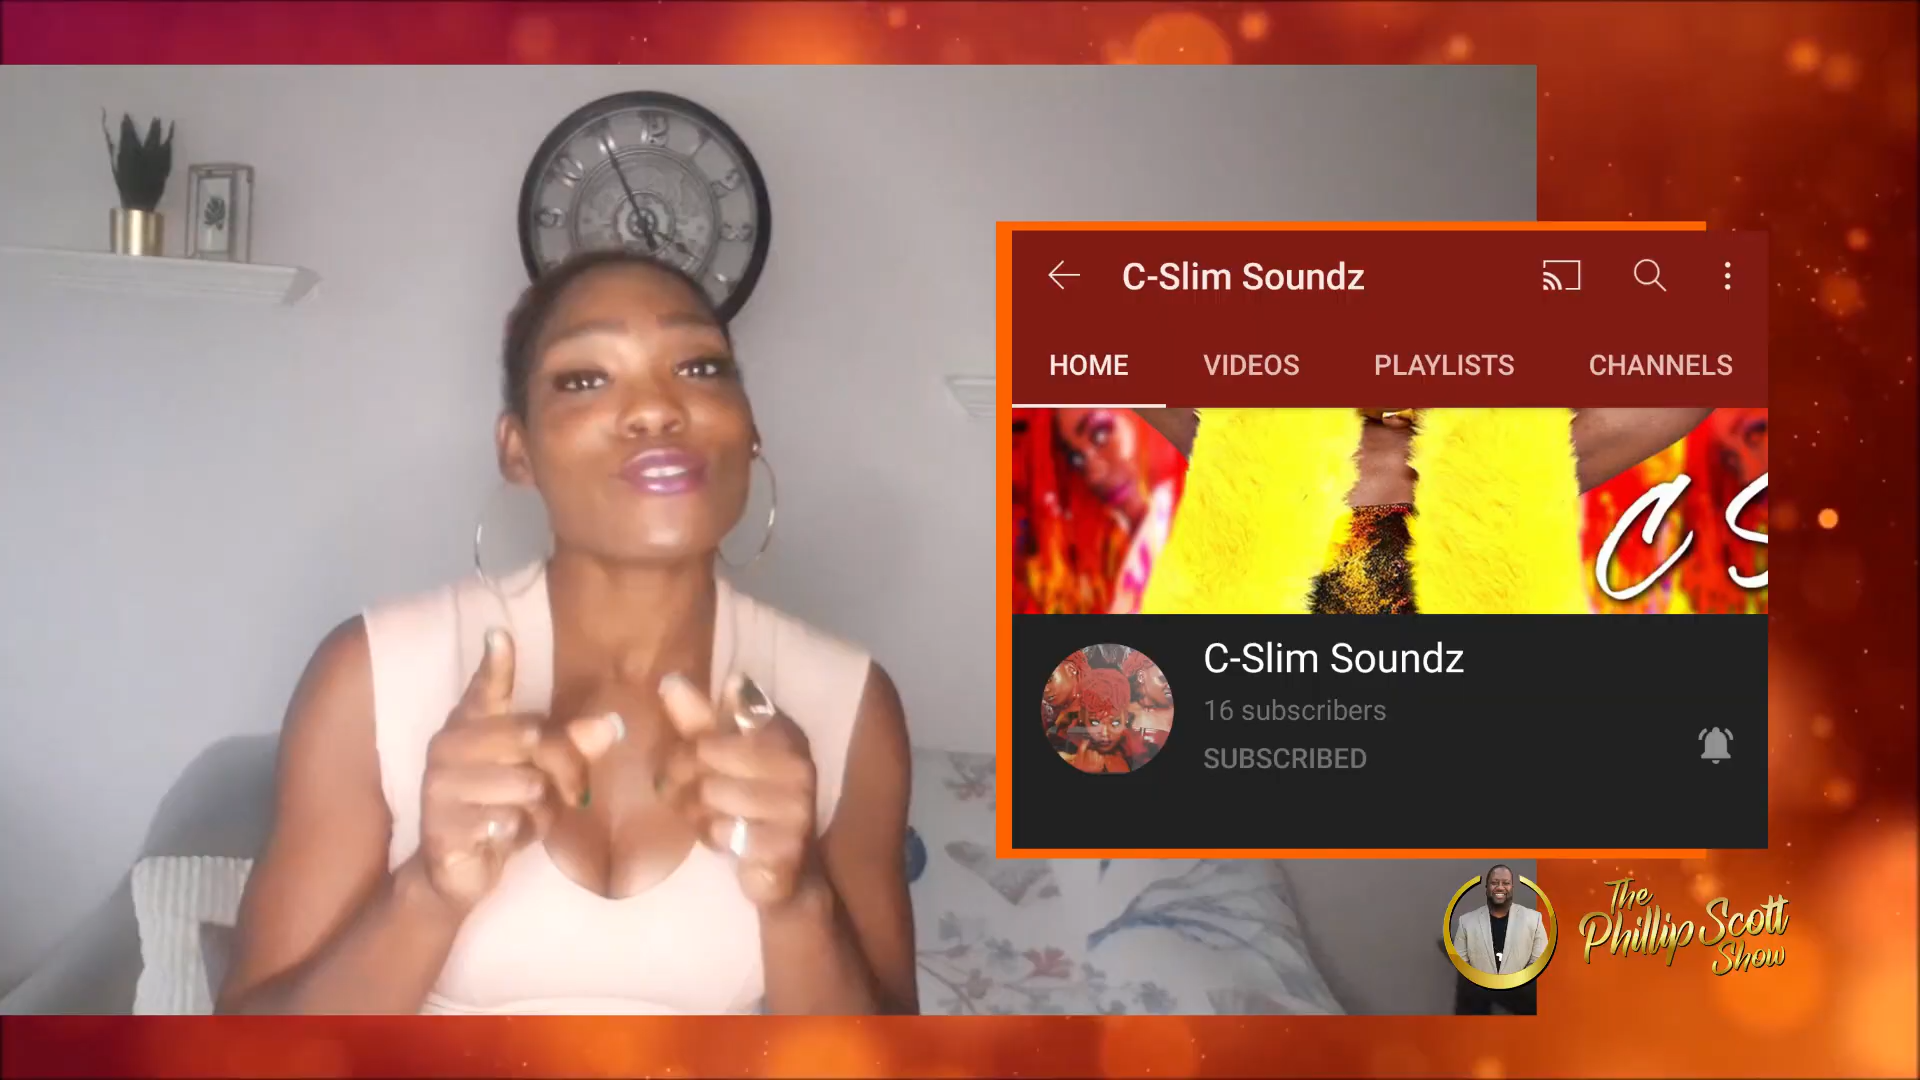 C-Slim Soundz
HOME VIDEOS PLAYLISTS CHANNELS
C S
C-Slim Soundz
16 subscribers
SUBSCRIBED
The
Phillip Scott
Show